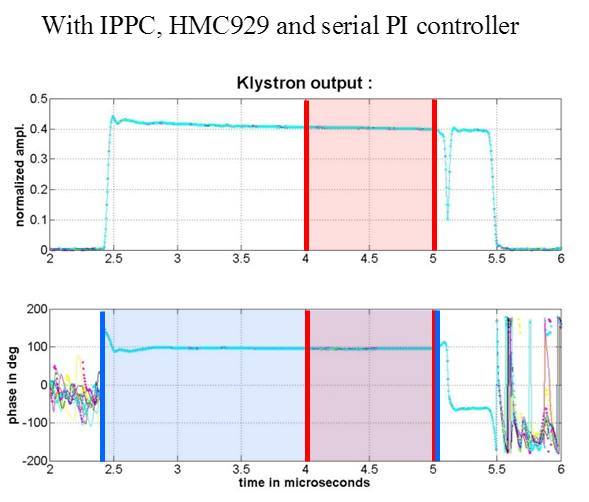 With IPPC, HMC929 and serial PI controller
Klystron output :
normalized ampl.
0.5
0.4
0.3
0.2
0.1
0
2 2.5 3 3.5 4 4.5 5 5.5 6
phase in deg
200
100
0
-100
-200
2 2.5 3 3.5 4 4.5 5 5.5 6
time in microseconds